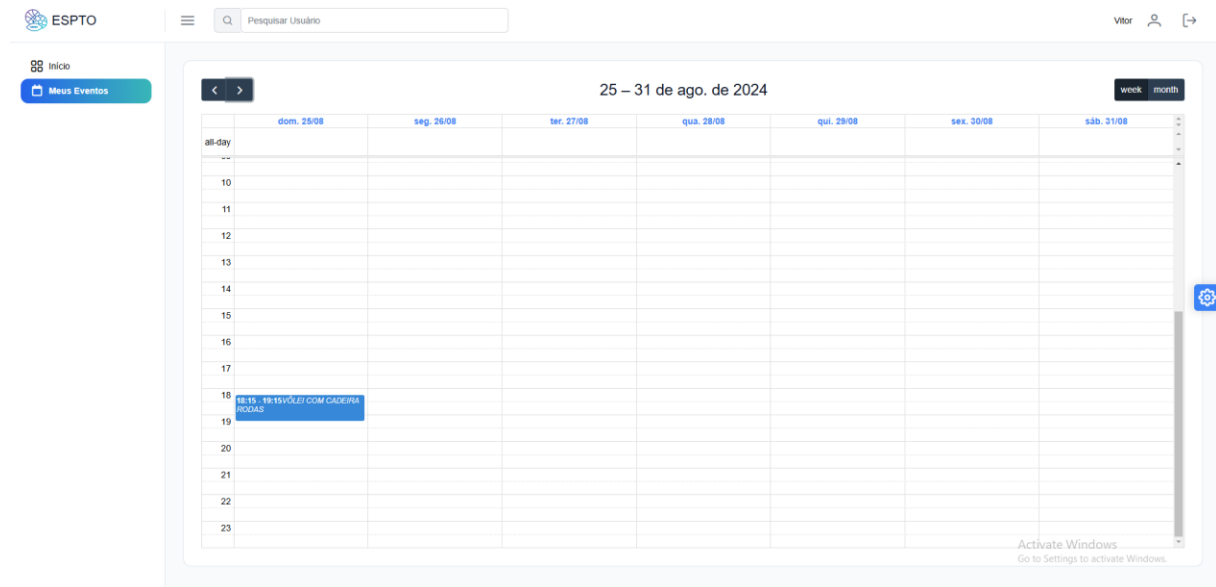 ESPTO
Pesquisar Usuário
Vitor
Início
Meus Eventos
25 – 31 de ago. de 2024
week month
dom. 25/08 seg. 26/08 ter. 27/08 qua. 28/08 qui. 29/08 sex. 30/08 sáb. 31/08
all-day
10
11
12
13
14
15
16
17
18
18:15 - 19:15VÔLEI COM CADEIRA
RODAS
19
20
21
22
23
Activate Windows
Go to Settings to activate Windows.